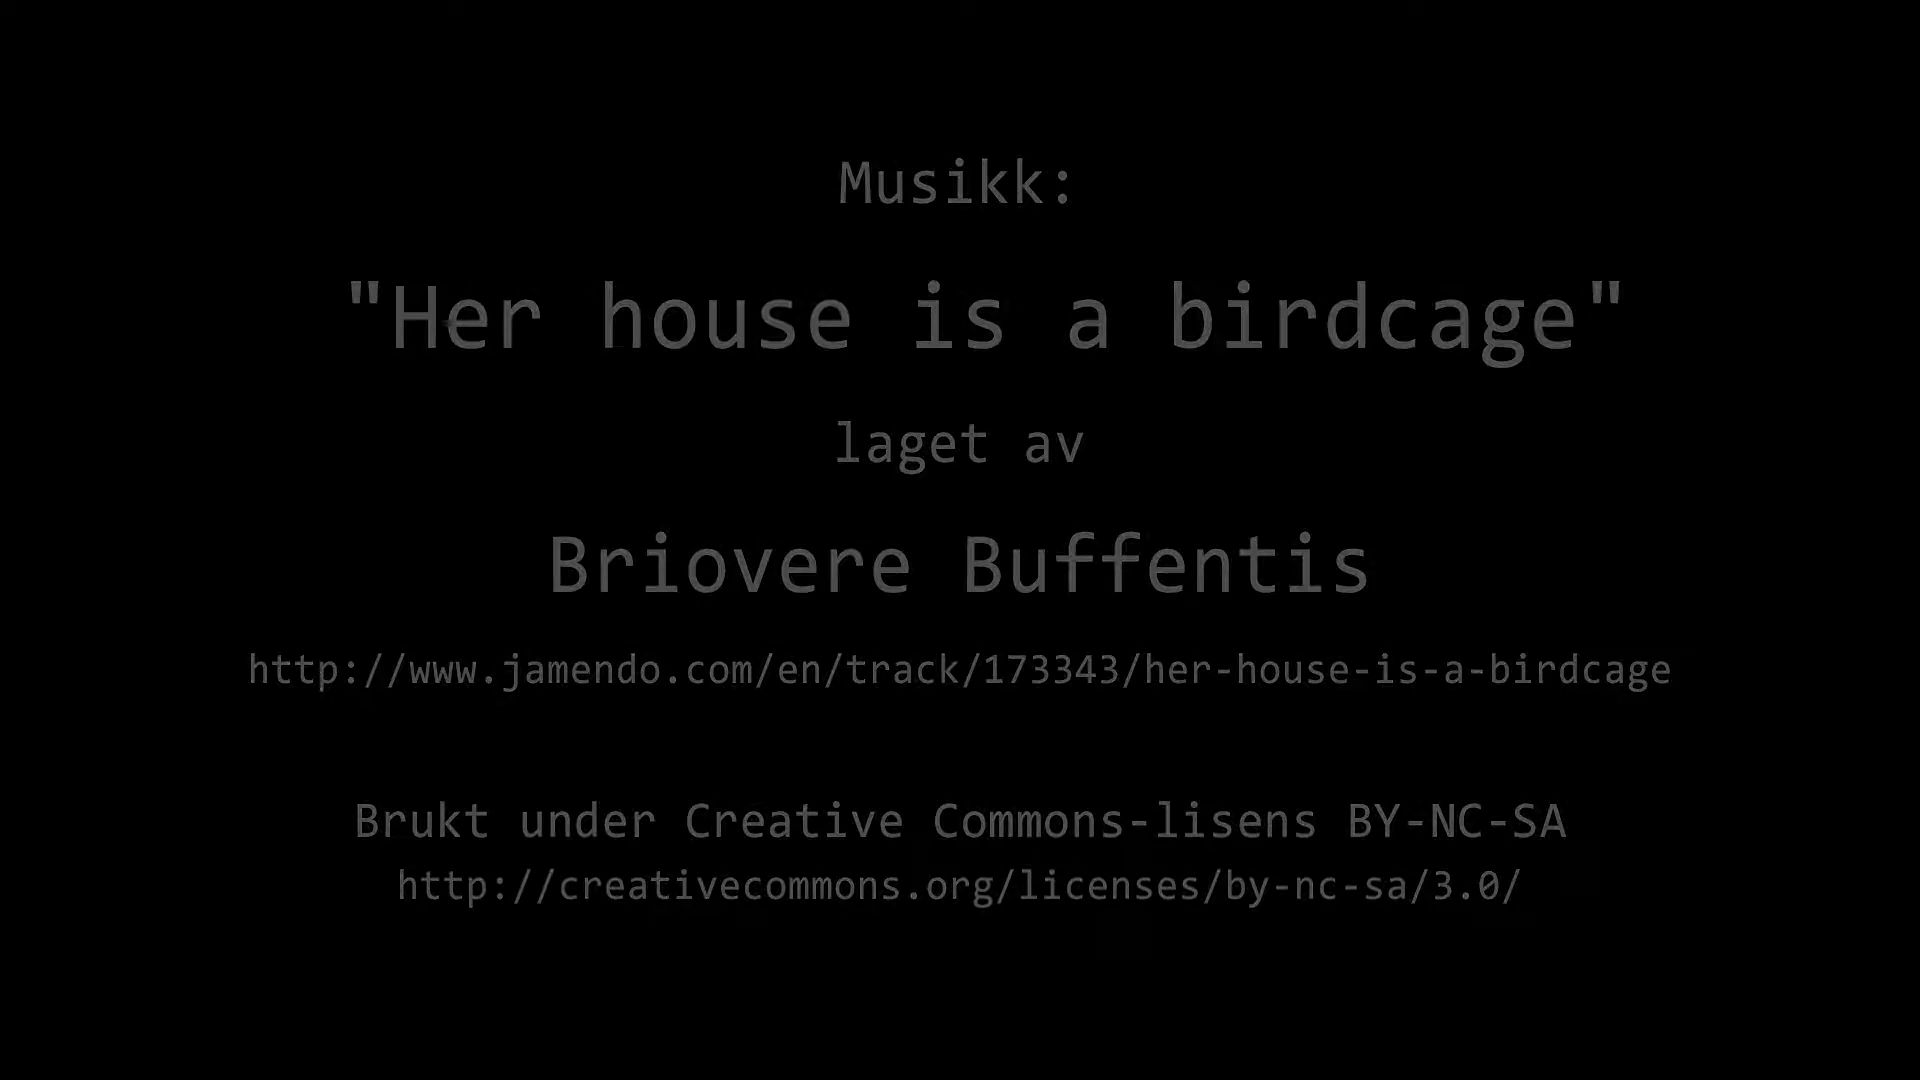 Musikk:
"Her house is a birdcage"
laget av
Briovere Buffentis
http://www.jamendo.com/en/track/173343/her-house-is-a-birdcage
Brukt under Creative Commons-lisens BY-NC-SA
http://creativecommons.org/licenses/by-nc-sa/3.0/